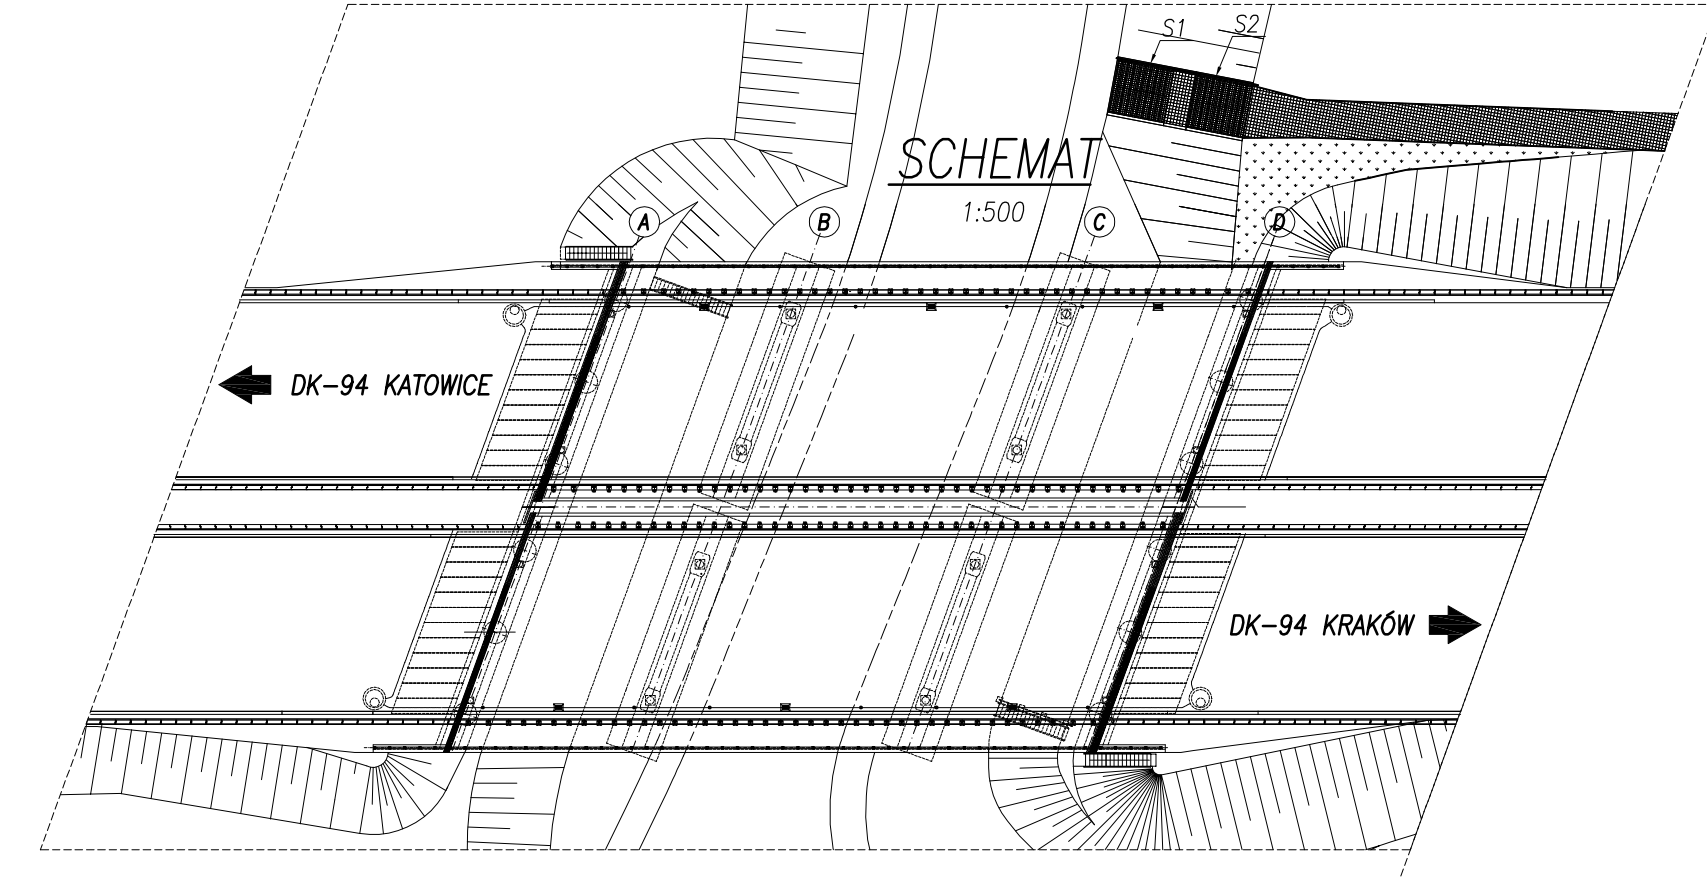 S1
S2
SCHEMAT
1:500
A
B
C
D
DK-94 KATOWICE
DK-94 KRAKÓW